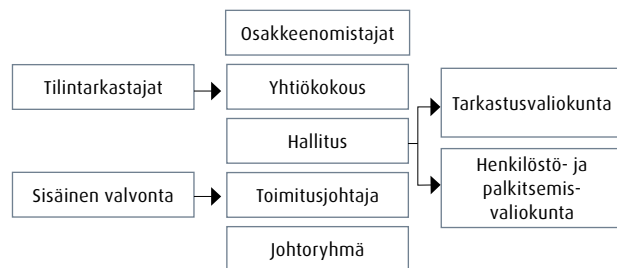 Osakkeenomistajat
Tilintarkastajat
Yhtiökokous
Tarkastusvaliokunta
Hallitus
Henkilöstö- ja
palkitsemis-
valiokunta
Sisäinen valvonta
Toimitusjohtaja
Johtoryhmä